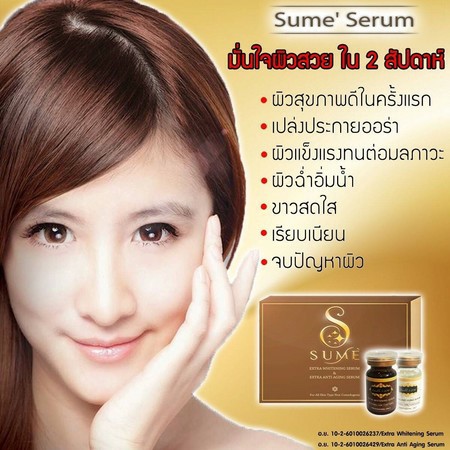 Sume' Serum
มั่นใจผิวสวย ใน 2 สัปดาห์
• ผิวสุขภาพดีในครั้งแรก
• เปล่งประกายออร่า
• ผิวแข็งแรงทนต่อมลภาวะ
• ผิวฉ่ำอิ่มน้ำ
• ขาวสดใส
• เรียบเนียน
• จบปัญหาผิว
SUME
EXTRA WHITENING SERUM
&
EXTRA ANTI AGING SERUM
อ.ย. 10-2-6010026237/Extra Whitening Serum
อ.ย. 10-2-6010026429/Extra Anti Aging Serum